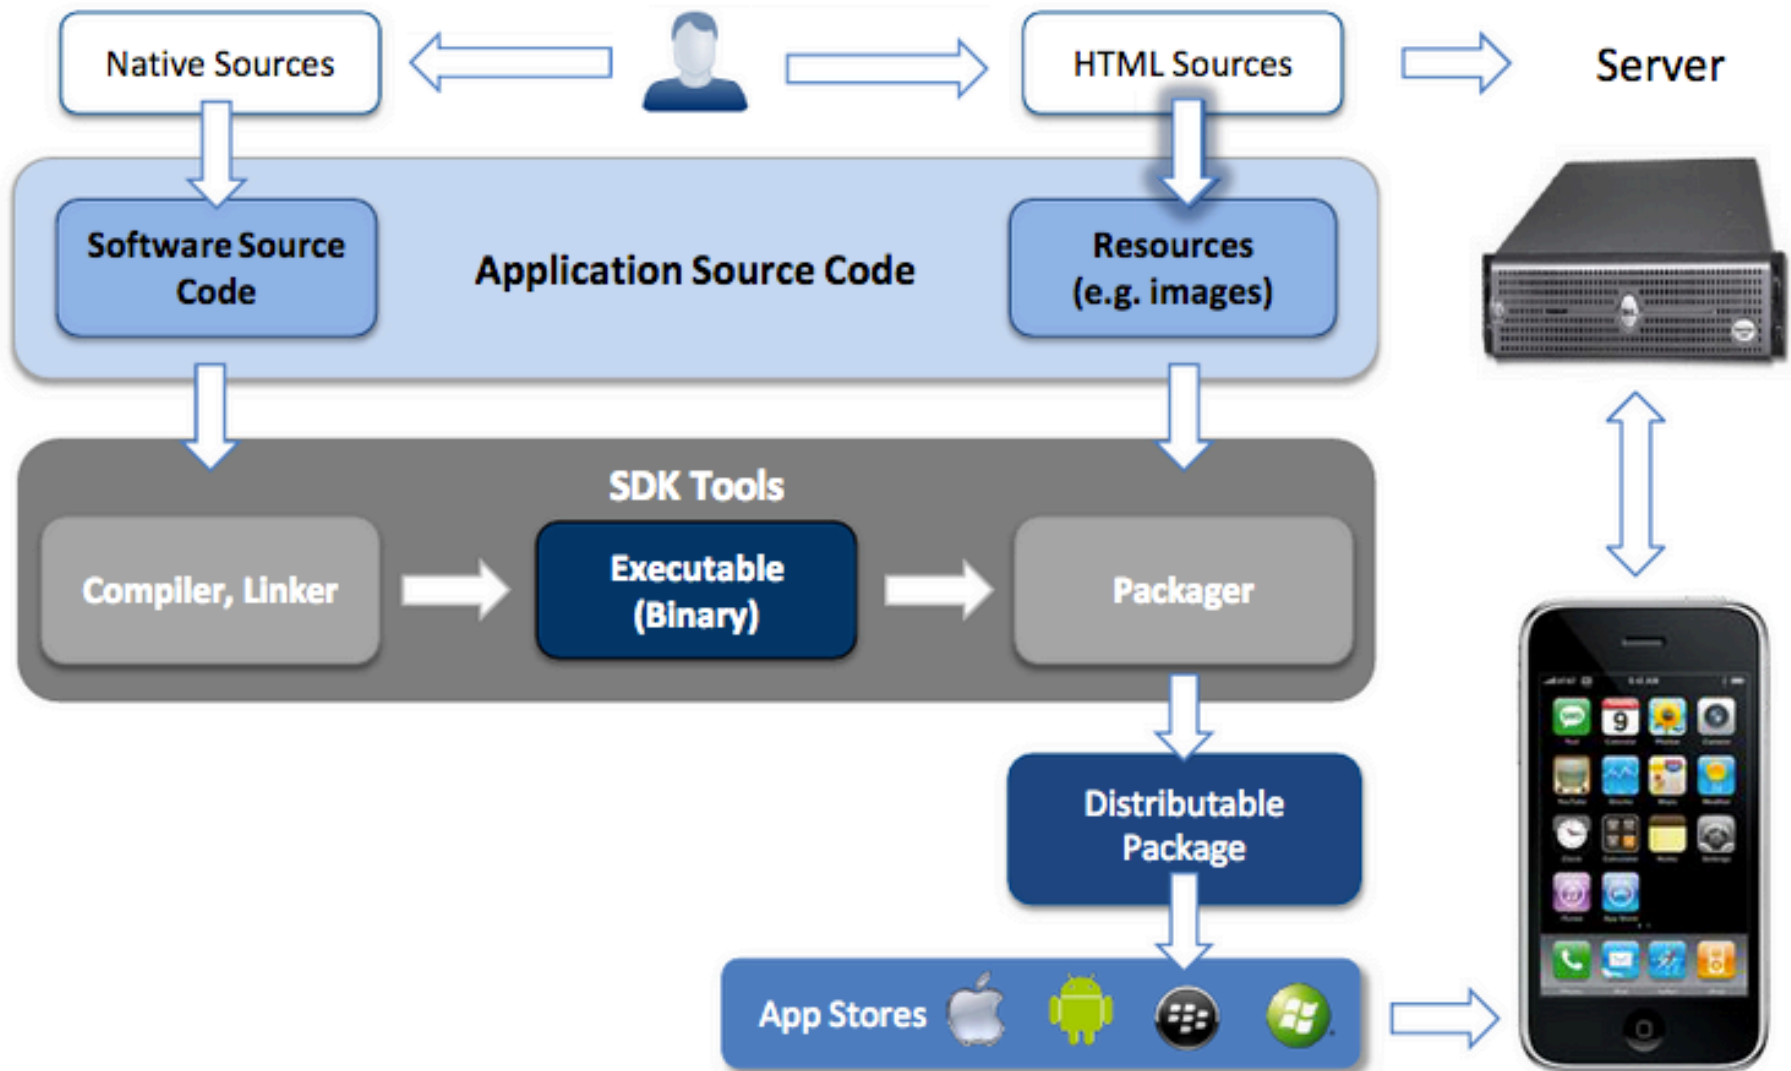 Native Sources
HTML Sources
Server
Software Source
Code
Application Source Code
Resources
(e.g. images)
SDK Tools
Compiler, Linker
Executable
(Binary)
Packager
Distributable
Package
App Stores
9